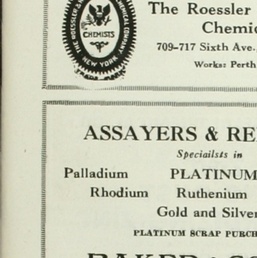 The Roessler
Chemic
709-717 Sixth Ave.,
Works: Perth
CHEMISTS
NEW YORK
ASSAYERS & RE
Specialists in
Palladium PLATINUM
Rhodium Ruthenium
Gold and Silver
PLATINUM SCRAP PURCH